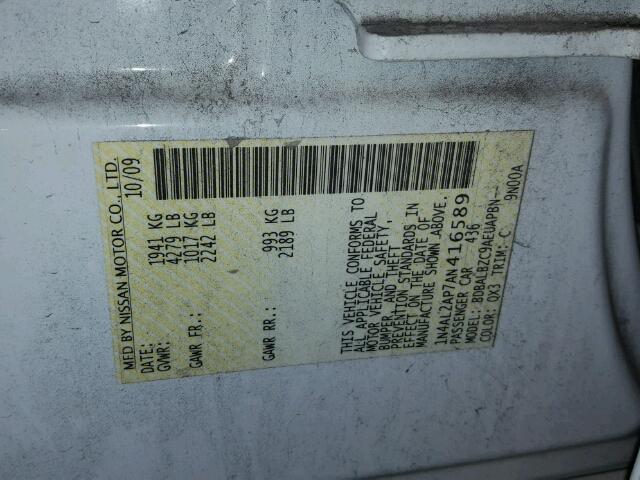 MFD BY NISSAN MOTOR CO., LTD.
DATE: 10/09
GVWR: 1941 KG
4279 LB
GAWR FR.: 1017 KG
2242 LB
GAWR RR.: 993 KG
2189 LB
THIS VEHICLE CONFORMS TO
ALL APPLICABLE FEDERAL
MOTOR VEHICLE SAFETY,
BUMPER, AND THEFT
PREVENTION STANDARDS IN
EFFECT ON THE DATE OF
MANUFACTURE SHOWN ABOVE.
1N4AL2AP7AN416589
PASSENGER CAR 436
MODEL: BDBALBZC9AEUAPBN--
COLOR: QX3 TRIM: C 9N00A